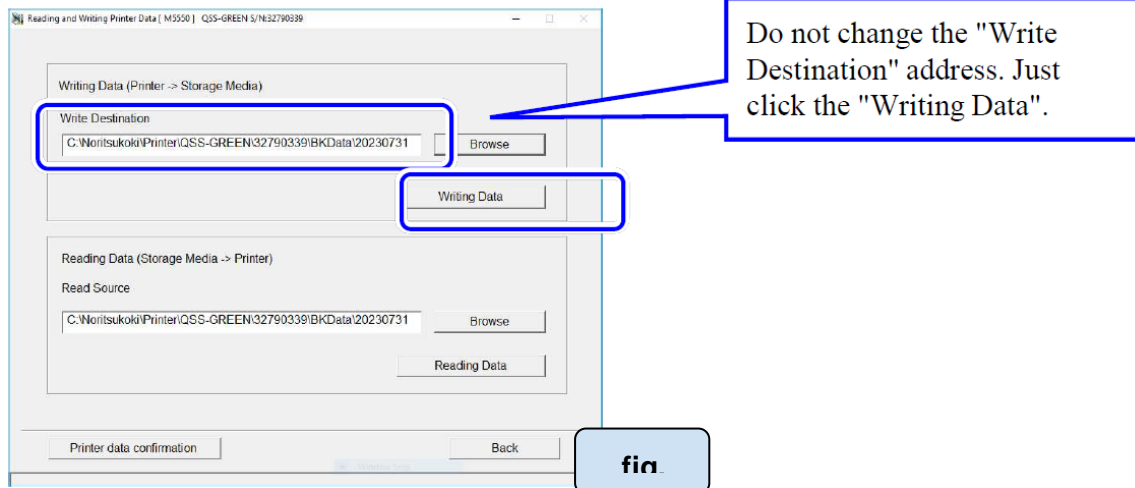 Reading and Writing Printer Data [ M5550 ] QSS-GREEN S/N:32790339
Do not change the "Write
Destination" address. Just
click the "Writing Data".
Writing Data (Printer -> Storage Media)
Write Destination
C:\Noritsukoki\Printer\QSS-GREEN\32790339\BKData\20230731
Browse
Writing Data
Reading Data (Storage Media -> Printer)
Read Source
C:\Noritsukoki\Printer\QSS-GREEN\32790339\BKData\20230731
Browse
Reading Data
Printer data confirmation
Back
fig.